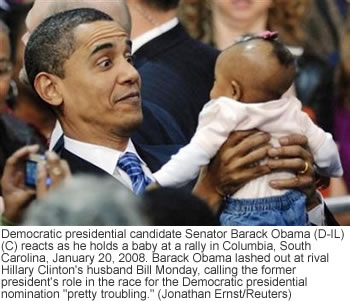 Democratic presidential candidate Senator Barack Obama (D-IL)
(C) reacts as he holds a baby at a rally in Columbia, South
Carolina, January 20, 2008. Barack Obama lashed out at rival
Hillary Clinton's husband Bill Monday, calling the former
president's role in the race for the Democratic presidential
nomination "pretty troubling." (Jonathan Ernst/Reuters)